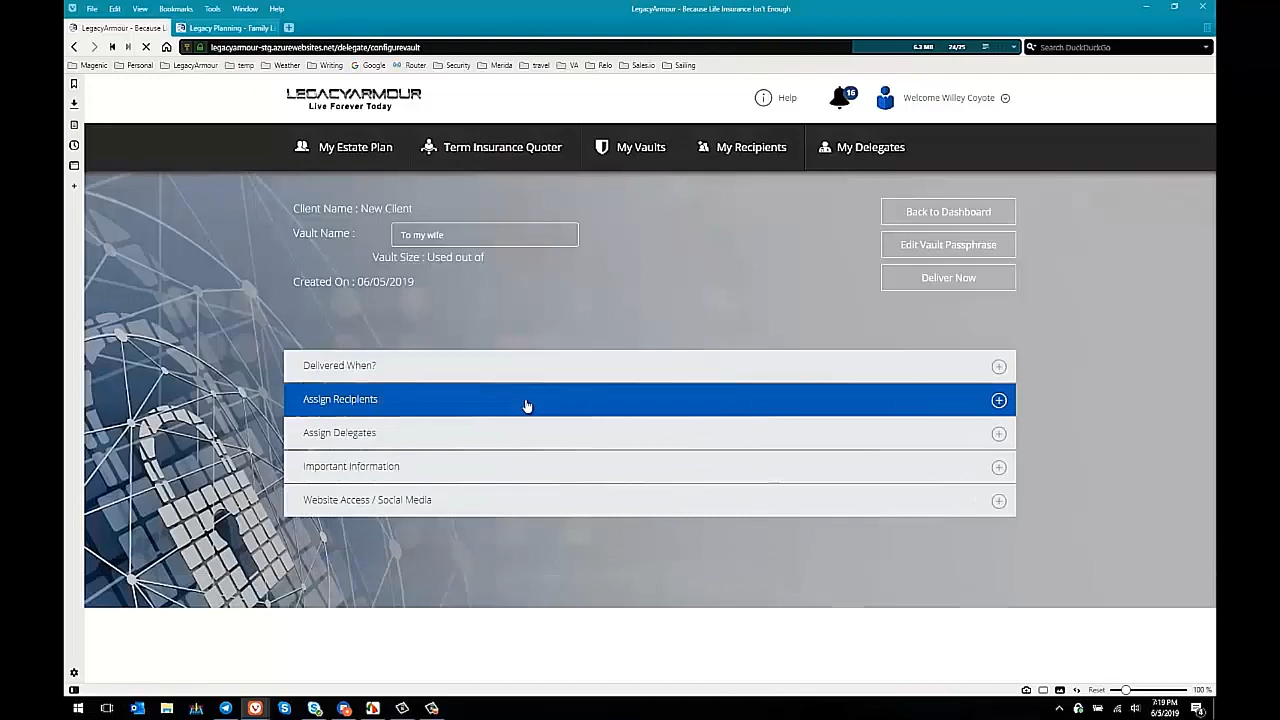 File Edit View Bookmarks Tools Window Help
LegacyArmour - Because Life Insurance Isn't Enough
LegacyArmour - Because L
Legacy Planning - Family L
legacyarmour-stg.azurewebsites.net/delegate/configurevault
6.3 MB 24/25
Search DuckDuckGo
Magenic Personal LegacyArmour temp Weather Writing Google Router Security Merida travel VA Relo Sales.io Sailing
LEGACYARMOUR
Live Forever Today
Help
16
Welcome Willey Coyote
My Estate Plan
Term Insurance Quoter
My Vaults
My Recipients
My Delegates
Client Name : New Client
Vault Name :
To my wife
Vault Size : Used out of
Created On : 06/05/2019
Back to Dashboard
Edit Vault Passphrase
Deliver Now
Delivered When?
Assign Recipients
Assign Delegates
Important Information
Website Access / Social Media
Reset
100 %
7:19 PM
6/5/2019